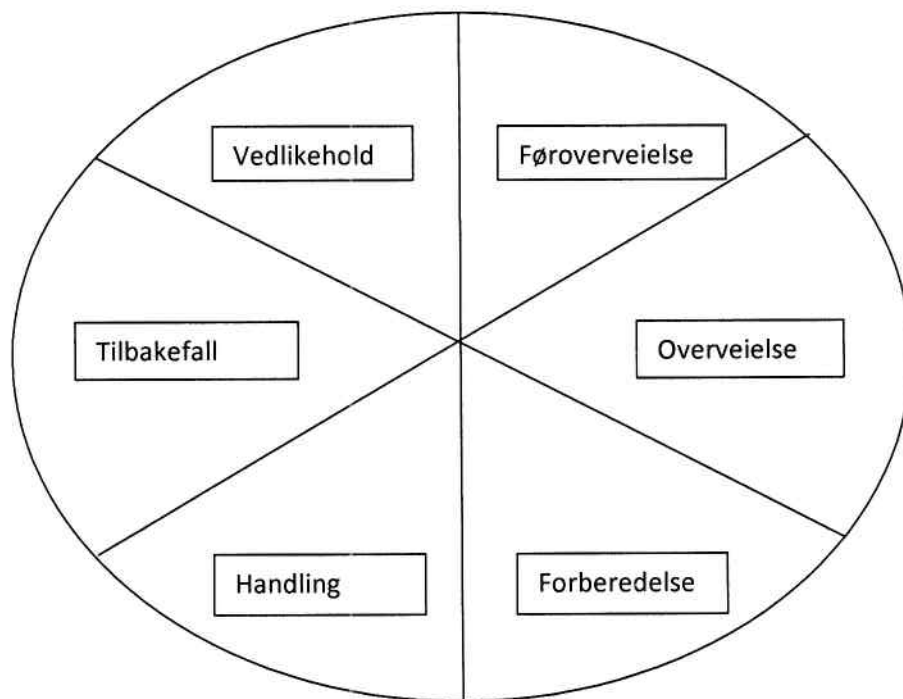 Vedlikehold
Føroverveielse
Tilbakefall
Overveielse
Handling
Forberedelse